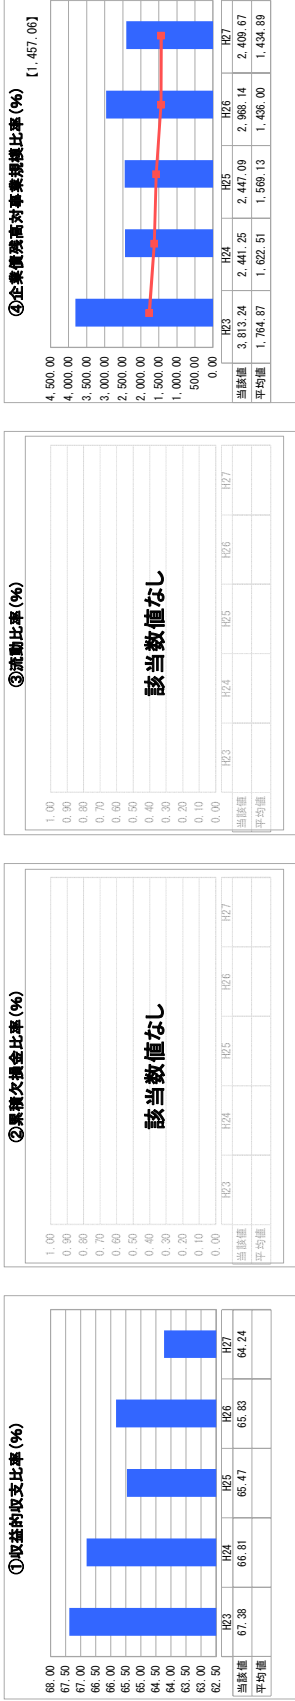 ①収益的収支比率(%)
68.00
67.50
67.00
66.50
66.00
65.50
65.00
64.50
64.00
63.50
63.00
62.50
H23 H24 H25 H26 H27
当該値 67.38 66.81 65.47 65.83 64.24
平均値
②累積欠損金比率(%)
1.00
0.90
0.80
0.70
0.60
0.50
0.40
0.30
0.20
0.10
0.00
該当数値なし
H23 H24 H25 H26 H27
当該値
平均値
③流動比率(%)
1.00
0.90
0.80
0.70
0.60
0.50
0.40
0.30
0.20
0.10
0.00
該当数値なし
H23 H24 H25 H26 H27
当該値
平均値
④企業債残高対事業規模比率(%)
【1,457.06】
4,500.00
4,000.00
3,500.00
3,000.00
2,500.00
2,000.00
1,500.00
1,000.00
500.00
0.00
H23 H24 H25 H26 H27
当該値 3,813.24 2,441.25 2,447.09 2,968.14 2,409.67
平均値 1,764.87 1,622.51 1,569.13 1,436.00 1,434.89